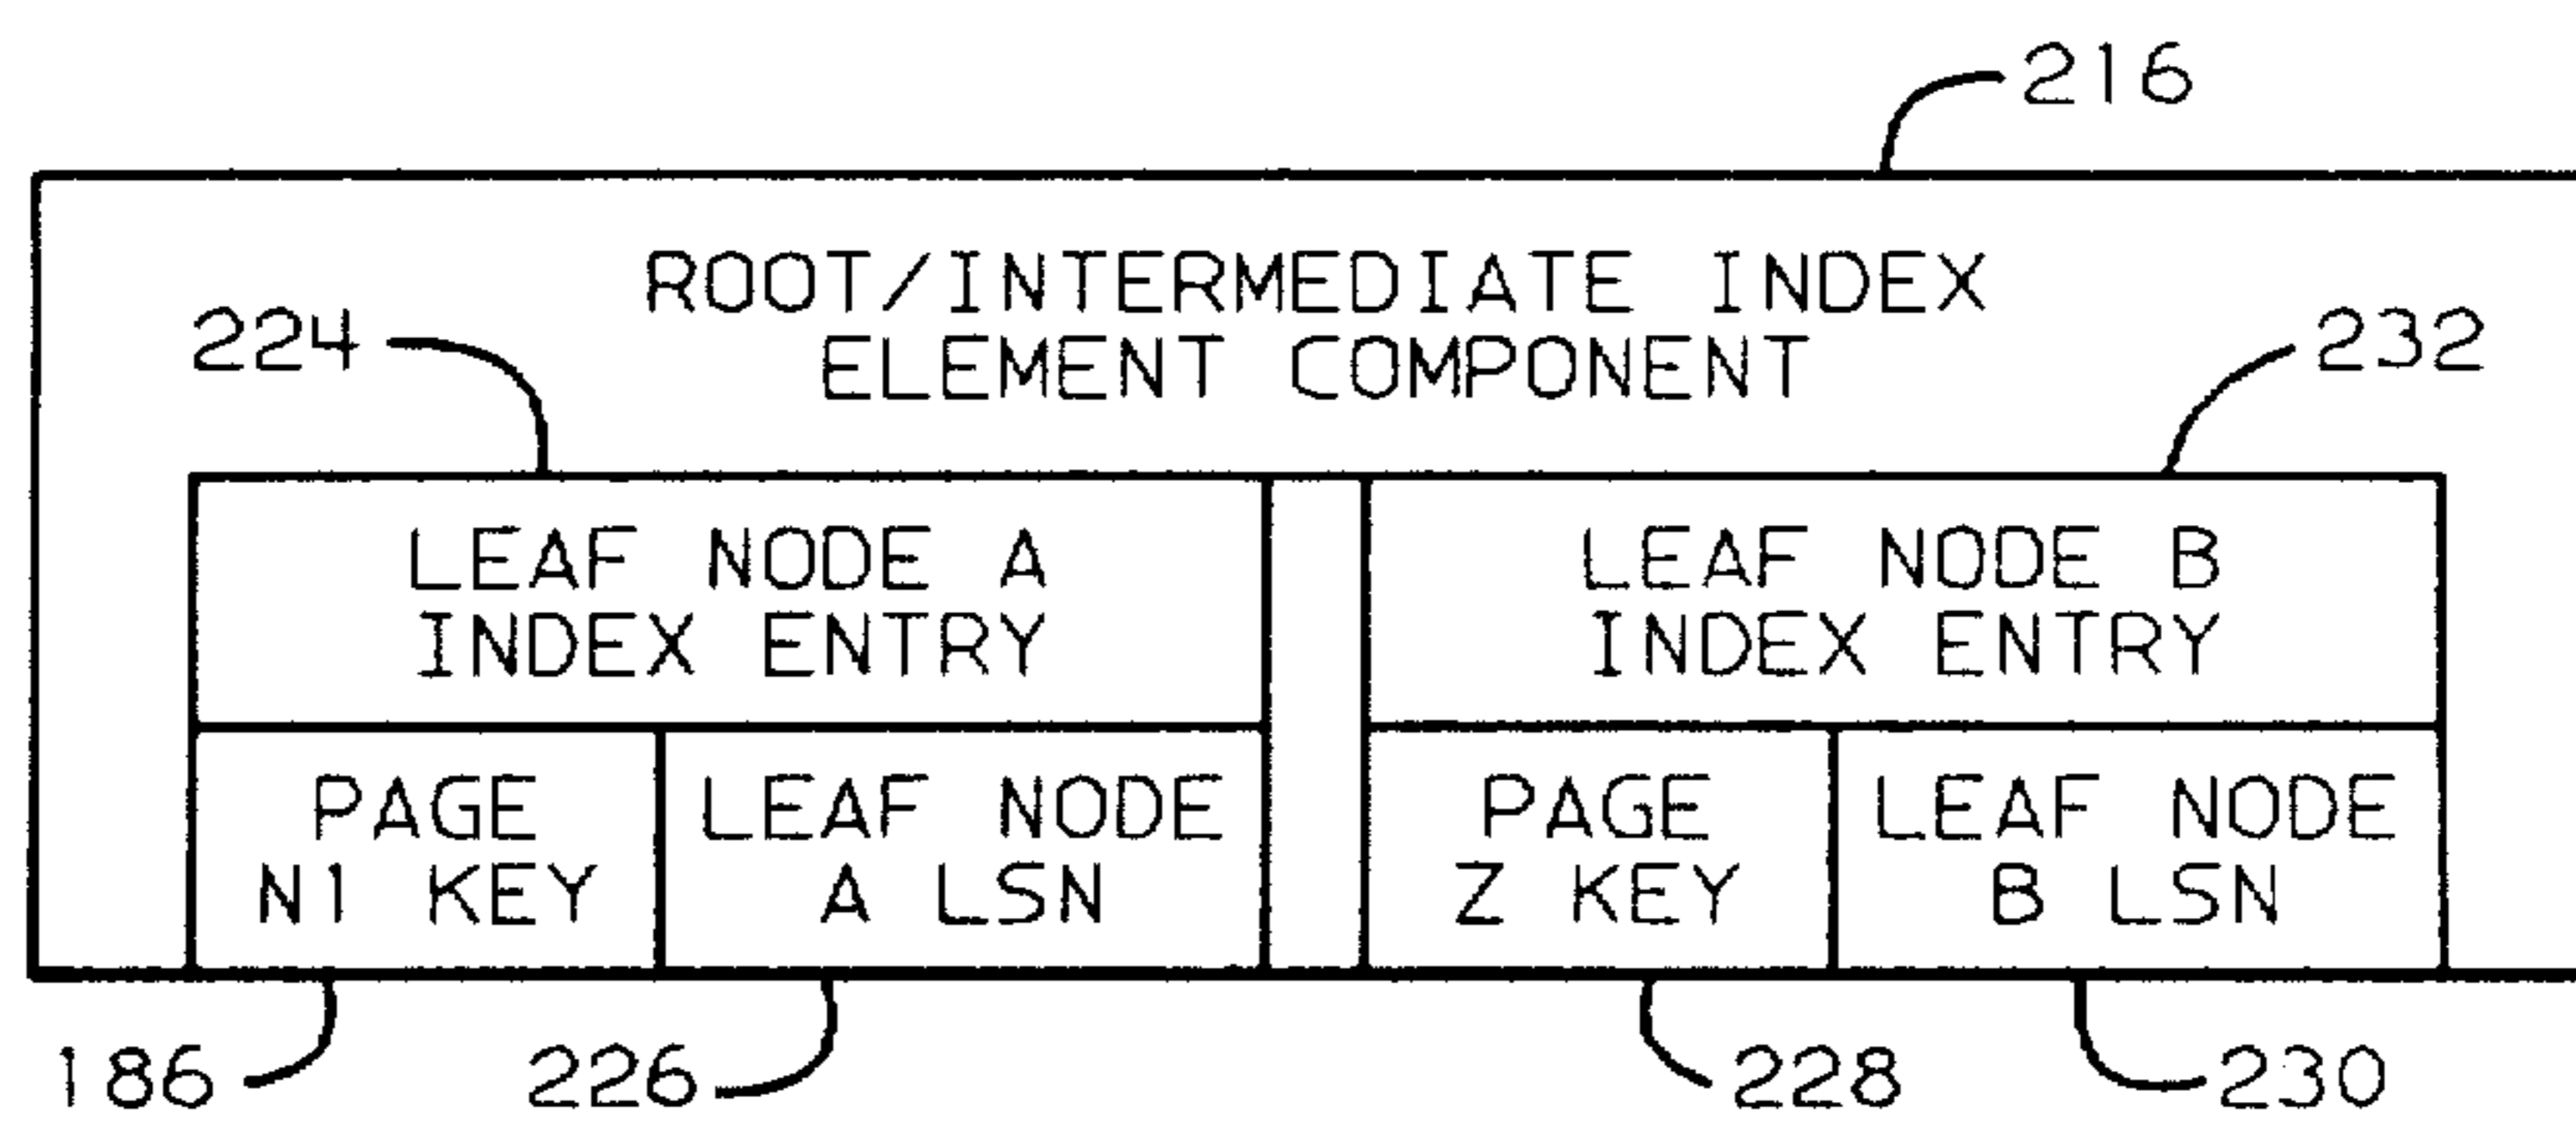 216
ROOT/INTERMEDIATE INDEX
ELEMENT COMPONENT
224
232
LEAF NODE A
INDEX ENTRY
LEAF NODE B
INDEX ENTRY
PAGE
N1 KEY
LEAF NODE
A LSN
PAGE
Z KEY
LEAF NODE
B LSN
186
226
228
230